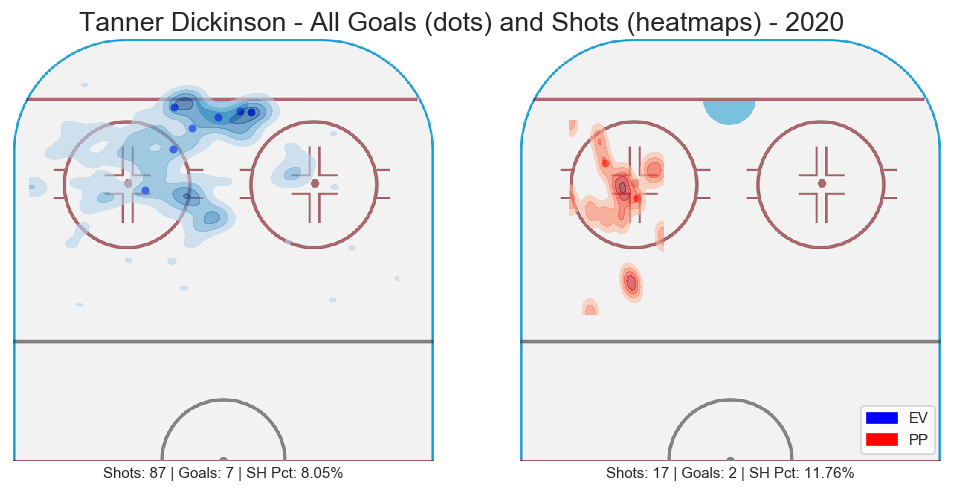 Tanner Dickinson - All Goals (dots) and Shots (heatmaps) - 2020
EV
PP
Shots: 87 | Goals: 7 | SH Pct: 8.05%
Shots: 17 | Goals: 2 | SH Pct: 11.76%